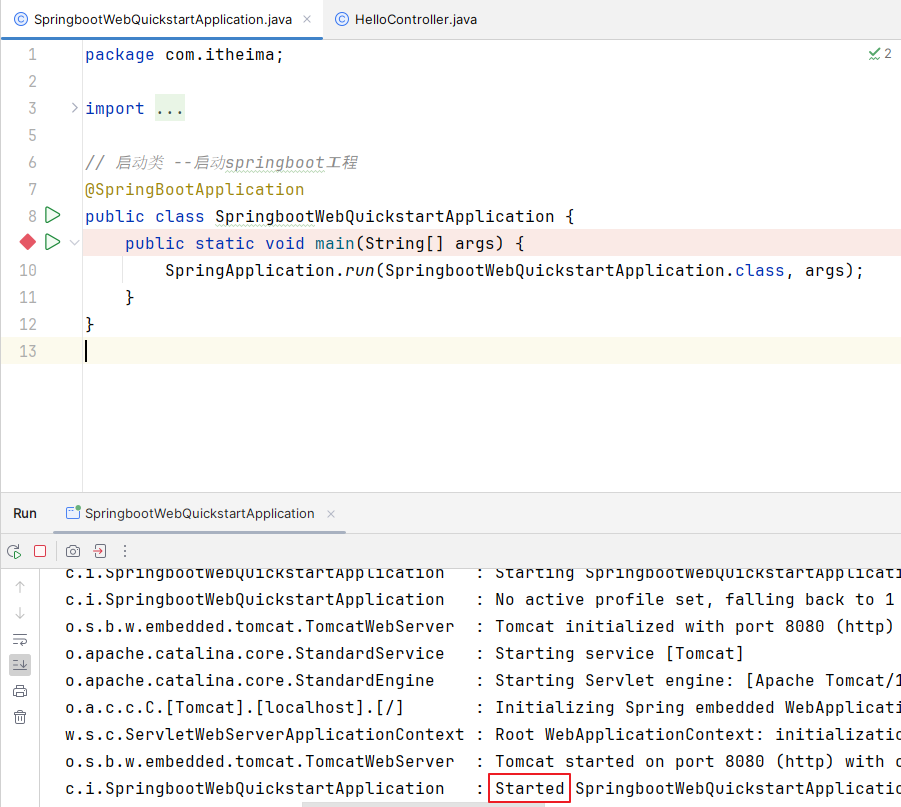 SpringbootWebQuickstartApplication.java HelloController.java
1 package com.itheima; 2
2
3 import ...
5
6 // 启动类 --启动springboot工程
7 @SpringBootApplication
8 public class SpringbootWebQuickstartApplication {
public static void main(String[] args) {
10 SpringApplication.run(SpringbootWebQuickstartApplication.class, args);
11 }
12 }
13
Run SpringbootWebQuickstartApplication
c.i.SpringbootWebQuickstartApplication : Starting SpringbootWebQuickstartApplicati
c.i.SpringbootWebQuickstartApplication : No active profile set, falling back to 1
o.s.b.w.embedded.tomcat.TomcatWebServer : Tomcat initialized with port 8080 (http)
o.apache.catalina.core.StandardService : Starting service [Tomcat]
o.apache.catalina.core.StandardEngine : Starting Servlet engine: [Apache Tomcat/1
o.a.c.c.C.[Tomcat].[localhost].[/] : Initializing Spring embedded WebApplicati
w.s.c.ServletWebServerApplicationContext : Root WebApplicationContext: initializatio
o.s.b.w.embedded.tomcat.TomcatWebServer : Tomcat started on port 8080 (http) with c
c.i.SpringbootWebQuickstartApplication : Started SpringbootWebQuickstartApplicatio